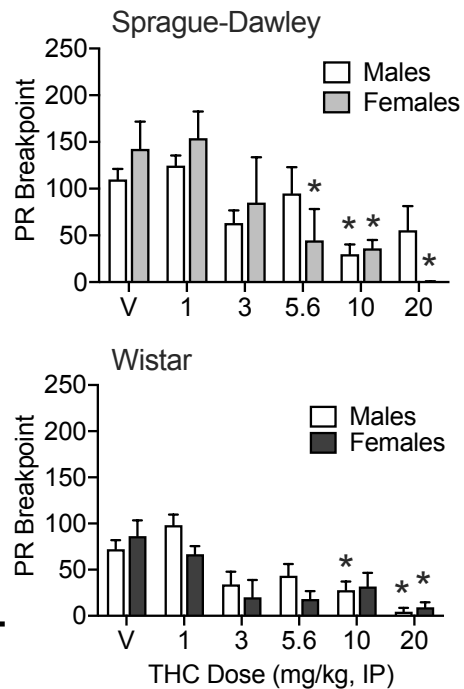 Sprague-Dawley
250
200
150
100
50
0
PR Breakpoint
Males
Females
*
* *
*
V 1 3 5.6 10 20
Wistar
250
200
150
100
50
0
PR Breakpoint
Males
Females
*
* *
V 1 3 5.6 10 20
THC Dose (mg/kg, IP)